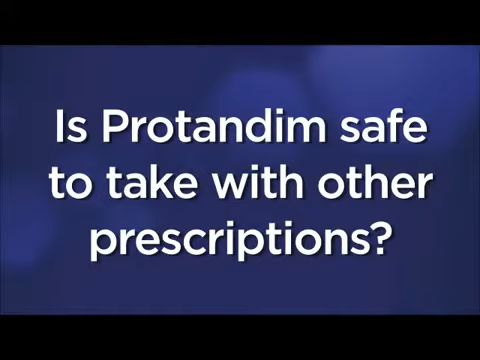 Is Protandim safe
to take with other
prescriptions?